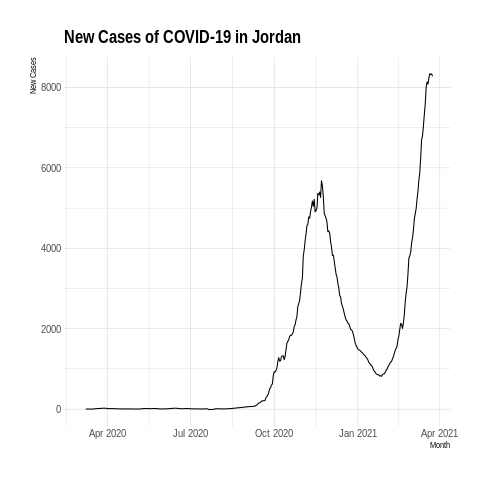 New Cases of COVID-19 in Jordan
New Cases
8000
6000
4000
2000
0
Apr 2020 Jul 2020 Oct 2020 Jan 2021 Apr 2021
Month